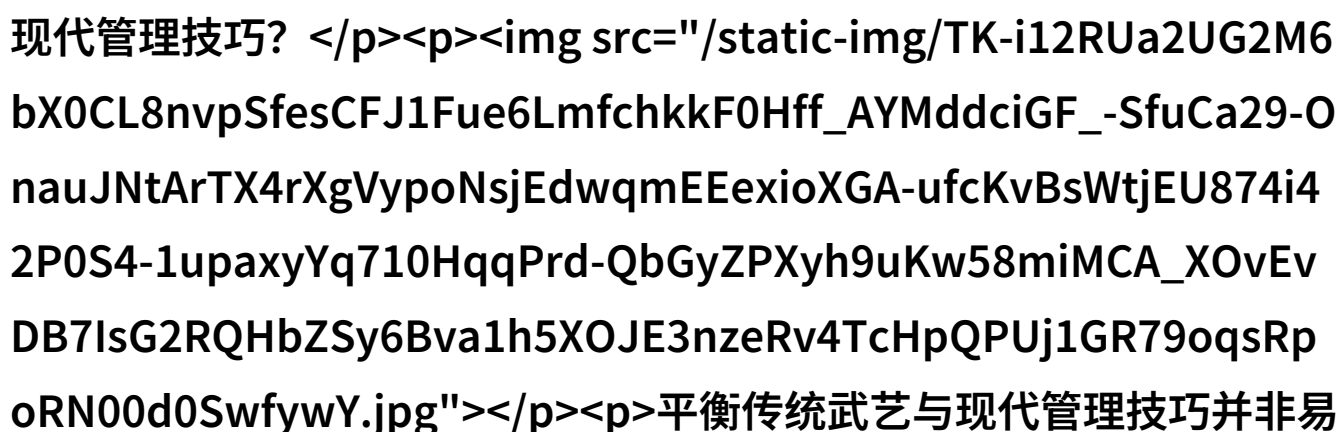 现代管理技巧？</p><p><img src="/static-img/TK-i12RUa2UG2M6
bX0CL8nvpSfesCFJ1Fue6LmfchkkF0Hff_AYMddciGF_-SfuCa29-O
nauJNtArTX4rXgVypoNsjEdwqmEEexioXGA-ufcKvBsWtjEU874i4
2P0S4-1upaxyYq710HqqPrd-QbGyZPXyh9uKw58miMCA_XOvEv
DB7IsG2RQHbZSy6Bva1h5XOJE3nzeRv4TcHpQPUj1GR79oqsRp
oRN00d0SwfywY.jpg"></p><p>平衡传统武艺与现代管理技巧并非易